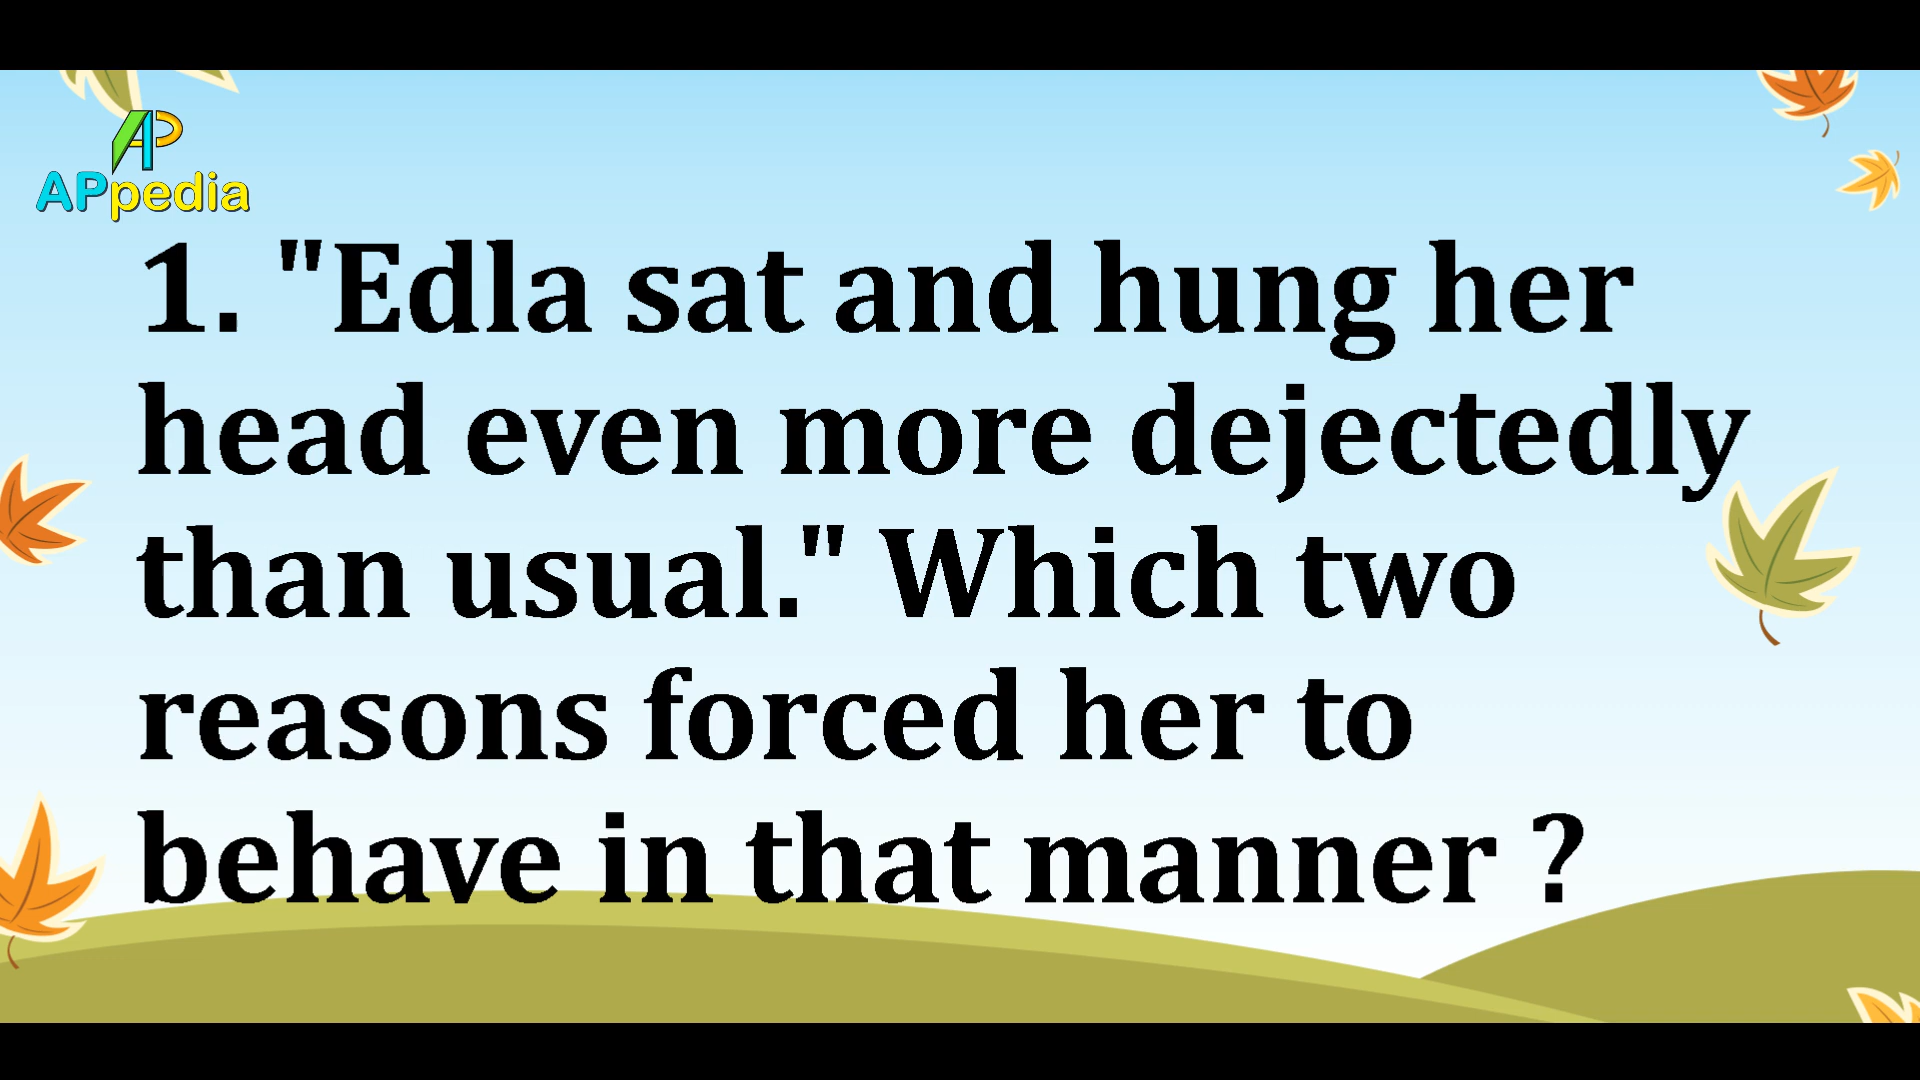 AP
APpedia
1. "Edla sat and hung her
head even more dejectedly
than usual." Which two
reasons forced her to
behave in that manner ?